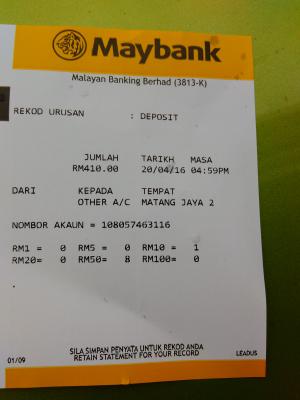 Maybank
Malayan Banking Berhad (3813-K)
REKOD URUSAN : DEPOSIT
JUMLAH TARIKH MASA
RM410.00 20/04/16 04:59PM
DARI KEPADA TEMPAT
OTHER A/C MATANG JAYA 2
NOMBOR AKAUN = 108057463116
RM1 = 0 RM5 = 0 RM10 = 1
RM20= 0 RM50= 8 RM100= 0
.
SILA SIMPAN PENYATA UNTUK REKOD ANDA
01/09 RETAIN STATEMENT FOR YOUR RECORD LEADUS